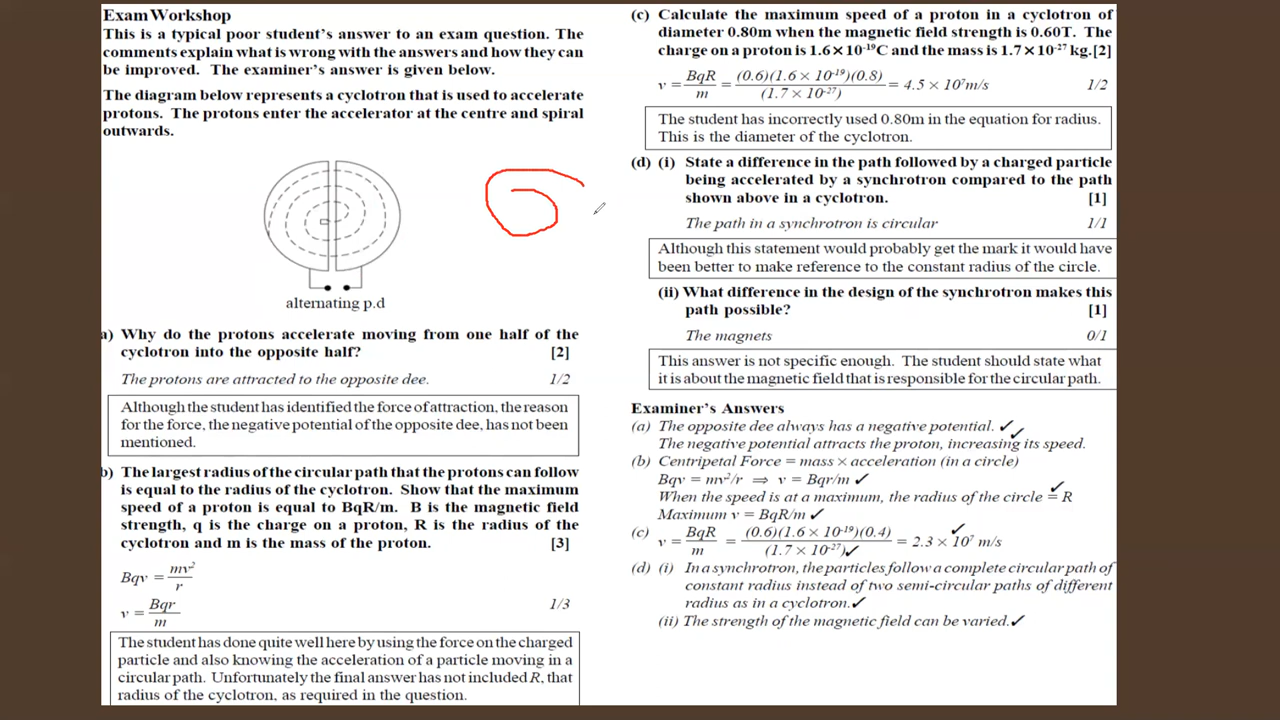 Exam Workshop
This is a typical poor student's answer to an exam question. The
comments explain what is wrong with the answers and how they can
be improved. The examiner's answer is given below.
The diagram below represents a cyclotron that is used to accelerate
protons. The protons enter the accelerator at the centre and spiral
outwards.
alternating p.d
a) Why do the protons accelerate moving from one half of the
cyclotron into the opposite half? [2]
The protons are attracted to the opposite dee. 1/2
Although the student has identified the force of attraction, the reason
for the force, the negative potential of the opposite dee, has not been
mentioned.
b) The largest radius of the circular path that the protons can follow
is equal to the radius of the cyclotron. Show that the maximum
speed of a proton is equal to BqR/m. B is the magnetic field
strength, q is the charge on a proton, R is the radius of the
cyclotron and m is the mass of the proton. [3]
Bqv = mv²/r
v = Bqr/m 1/3
The student has done quite well here by using the force on the charged
particle and also knowing the acceleration of a particle moving in a
circular path. Unfortunately the final answer has not included R, that
radius of the cyclotron, as required in the question.
(c) Calculate the maximum speed of a proton in a cyclotron of
diameter 0.80m when the magnetic field strength is 0.60T. The
charge on a proton is 1.6×10⁻¹⁹C and the mass is 1.7×10⁻²⁷ kg.[2]
v = BqR/m = (0.6)(1.6 × 10⁻¹⁹)(0.8)/(1.7 × 10⁻²⁷) = 4.5 × 10⁷m/s 1/2
The student has incorrectly used 0.80m in the equation for radius.
This is the diameter of the cyclotron.
(d) (i) State a difference in the path followed by a charged particle
being accelerated by a synchrotron compared to the path
shown above in a cyclotron. [1]
The path in a synchrotron is circular 1/1
Although this statement would probably get the mark it would have
been better to make reference to the constant radius of the circle.
(ii) What difference in the design of the synchrotron makes this
path possible? [1]
The magnets 0/1
This answer is not specific enough. The student should state what
it is about the magnetic field that is responsible for the circular path.
Examiner's Answers
(a) The opposite dee always has a negative potential. ✓
The negative potential attracts the proton, increasing its speed. ✓
(b) Centripetal Force = mass × acceleration (in a circle)
Bqv = mv²/r ⇒ v = Bqr/m ✓
When the speed is at a maximum, the radius of the circle = R ✓
Maximum v = BqR/m ✓
(c) v = BqR/m = (0.6)(1.6 × 10⁻¹⁹)(0.4)/(1.7 × 10⁻²⁷) ✓ = 2.3 × 10⁷ m/s ✓
(d) (i) In a synchrotron, the particles follow a complete circular path of
constant radius instead of two semi-circular paths of different
radius as in a cyclotron. ✓
(ii) The strength of the magnetic field can be varied. ✓